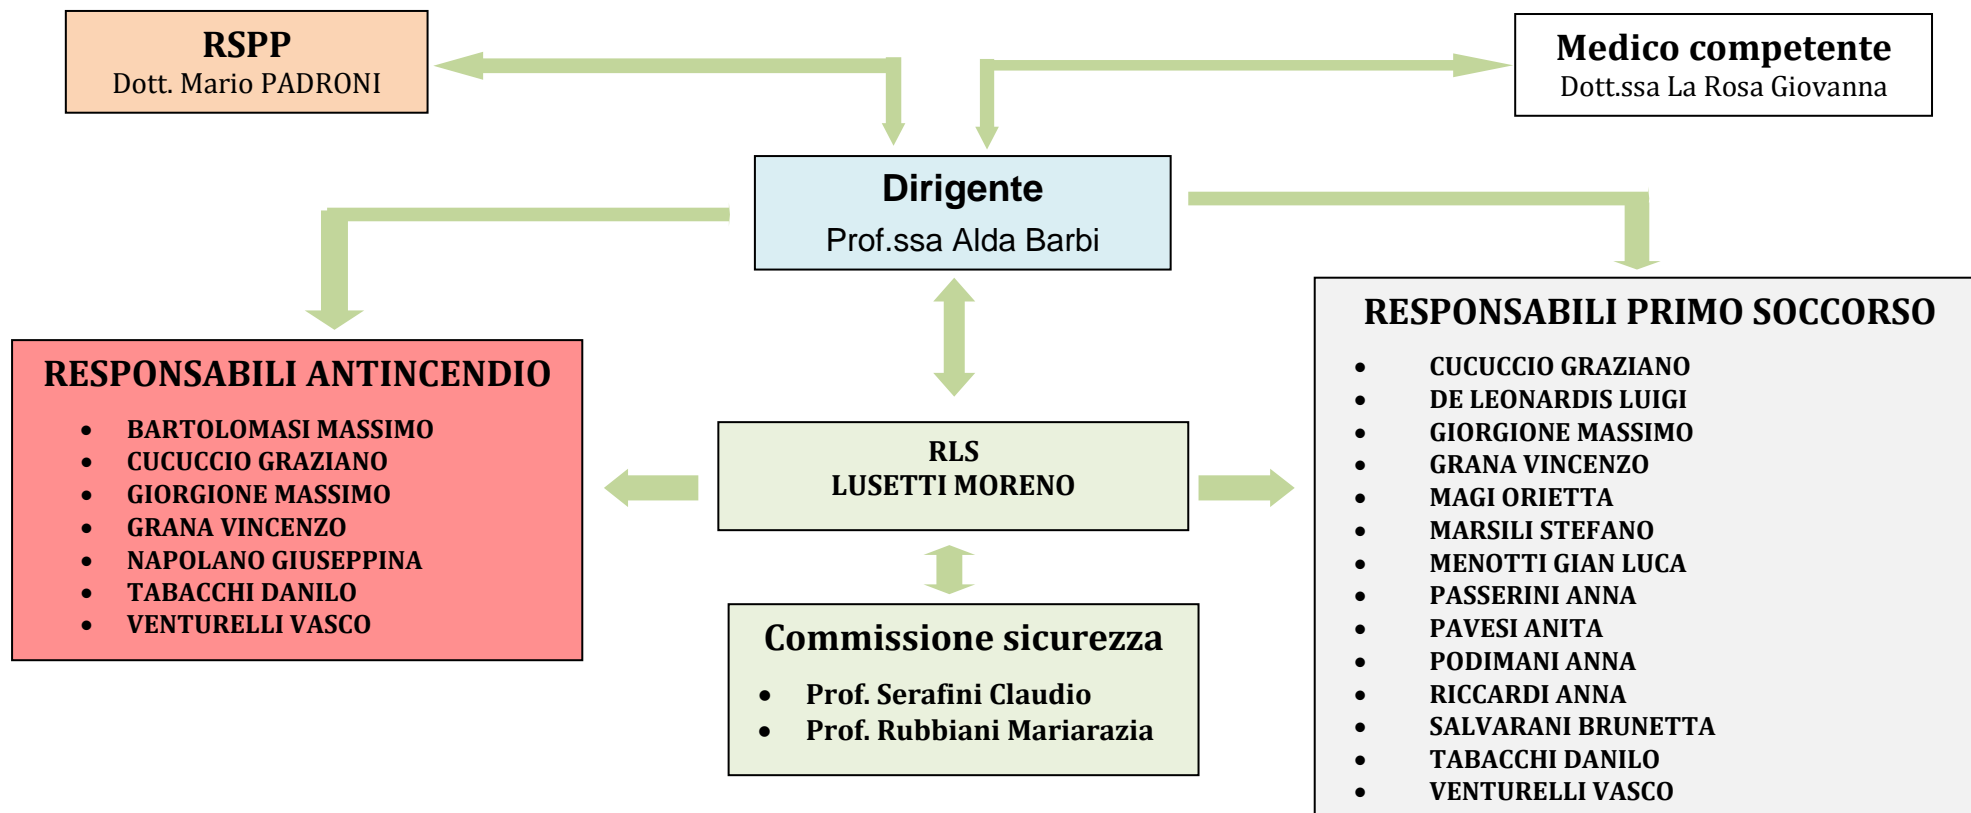 RSPP
Dott. Mario PADRONI
Medico competente
Dott.ssa La Rosa Giovanna
Dirigente
Prof.ssa Alda Barbi
RESPONSABILI ANTINCENDIO
• BARTOLOMASI MASSIMO
• CUCUCCIO GRAZIANO
• GIORGIONE MASSIMO
• GRANA VINCENZO
• NAPOLANO GIUSEPPINA
• TABACCHI DANILO
• VENTURELLI VASCO
RLS
LUSETTI MORENO
Commissione sicurezza
• Prof. Serafini Claudio
• Prof. Rubbiani Mariarazia
RESPONSABILI PRIMO SOCCORSO
• CUCUCCIO GRAZIANO
• DE LEONARDIS LUIGI
• GIORGIONE MASSIMO
• GRANA VINCENZO
• MAGI ORIETTA
• MARSILI STEFANO
• MENOTTI GIAN LUCA
• PASSERINI ANNA
• PAVESI ANITA
• PODIMANI ANNA
• RICCARDI ANNA
• SALVARANI BRUNETTA
• TABACCHI DANILO
• VENTURELLI VASCO